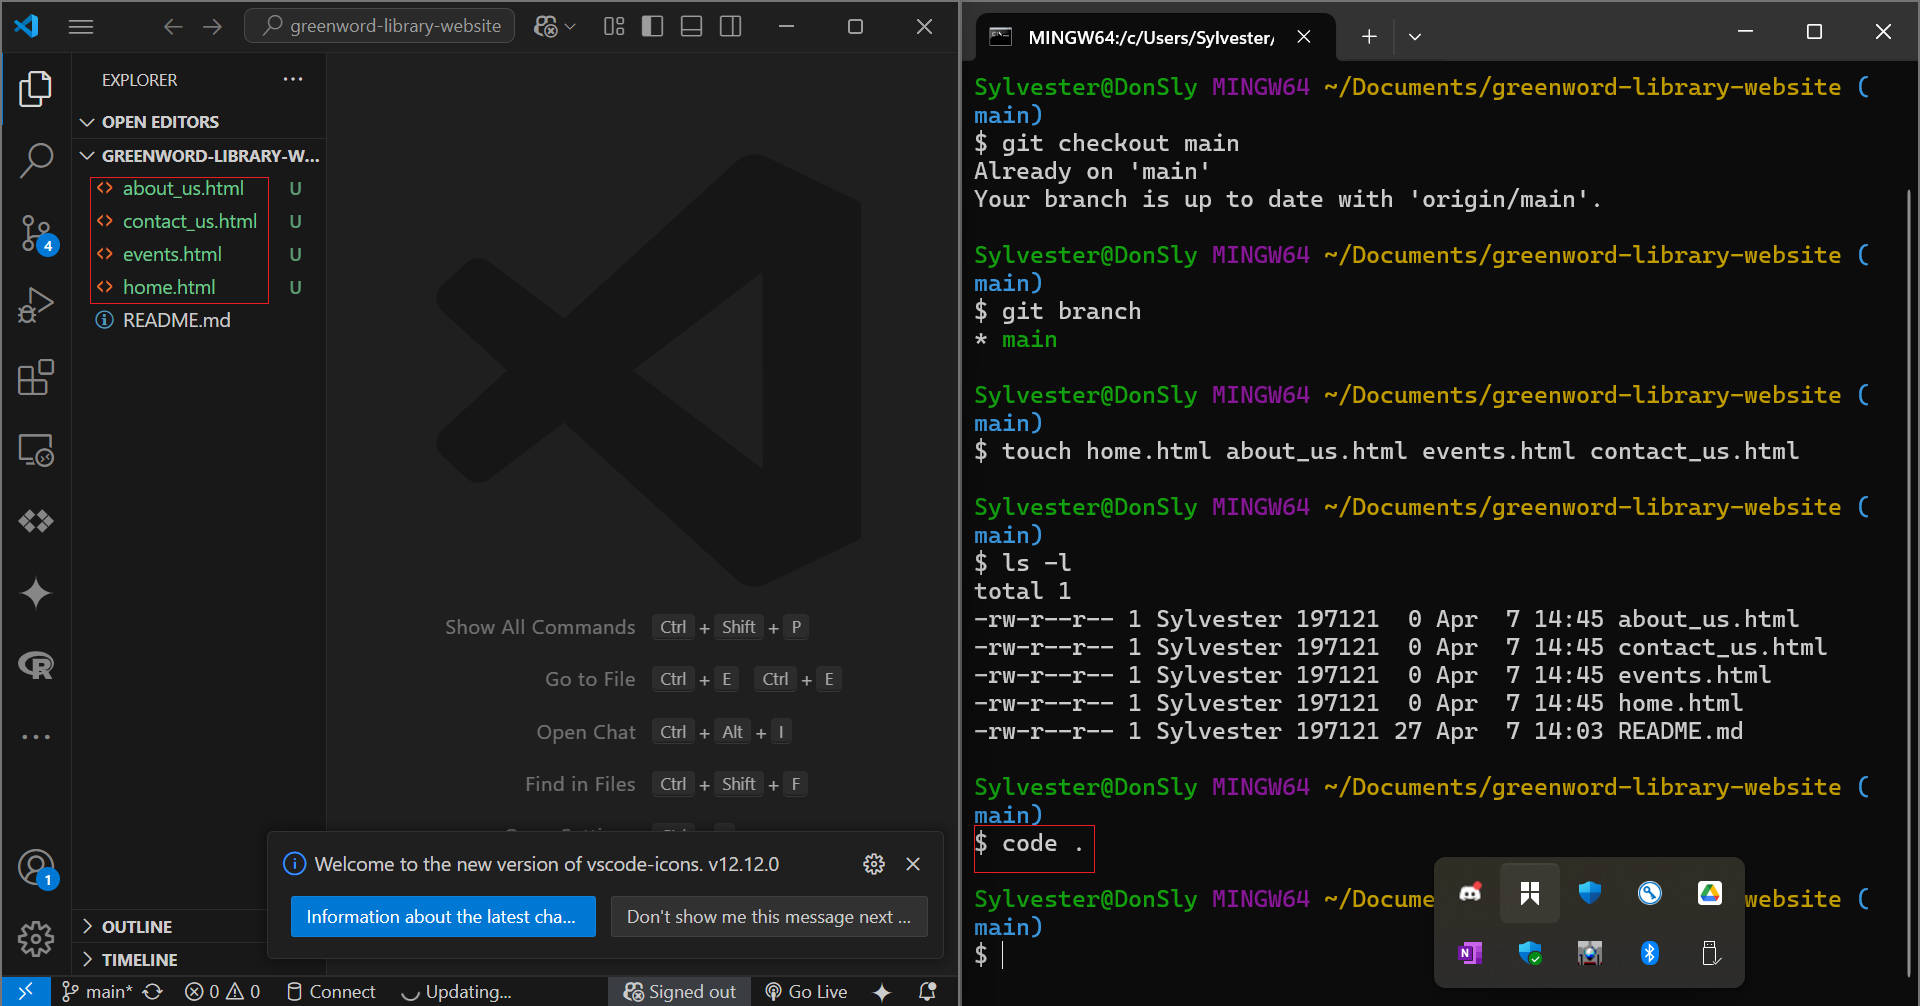 greenword-library-website
EXPLORER
OPEN EDITORS
GREENWORD-LIBRARY-W...
about_us.html U
contact_us.html U
events.html U
home.html U
README.md
4
1
Show All Commands Ctrl + Shift + P
Go to File Ctrl + E Ctrl + E
Open Chat Ctrl + Alt + I
Find in Files Ctrl + Shift + F
Welcome to the new version of vscode-icons. v12.12.0
Information about the latest cha...
Don't show me this message next ...
OUTLINE
TIMELINE
main* 0 0 Connect Updating... Signed out Go Live
MINGW64:/c/Users/Sylvester/
Sylvester@DonSly MINGW64 ~/Documents/greenword-library-website (
main)
$ git checkout main
Already on 'main'
Your branch is up to date with 'origin/main'.
Sylvester@DonSly MINGW64 ~/Documents/greenword-library-website (
main)
$ git branch
* main
Sylvester@DonSly MINGW64 ~/Documents/greenword-library-website (
main)
$ touch home.html about_us.html events.html contact_us.html
Sylvester@DonSly MINGW64 ~/Documents/greenword-library-website (
main)
$ ls -l
total 1
-rw-r--r-- 1 Sylvester 197121  0 Apr  7 14:45 about_us.html
-rw-r--r-- 1 Sylvester 197121  0 Apr  7 14:45 contact_us.html
-rw-r--r-- 1 Sylvester 197121  0 Apr  7 14:45 events.html
-rw-r--r-- 1 Sylvester 197121  0 Apr  7 14:45 home.html
-rw-r--r-- 1 Sylvester 197121 27 Apr  7 14:03 README.md
Sylvester@DonSly MINGW64 ~/Documents/greenword-library-website (
main)
$ code .
Sylvester@DonSly MINGW64 ~/Docume website (
main)
$